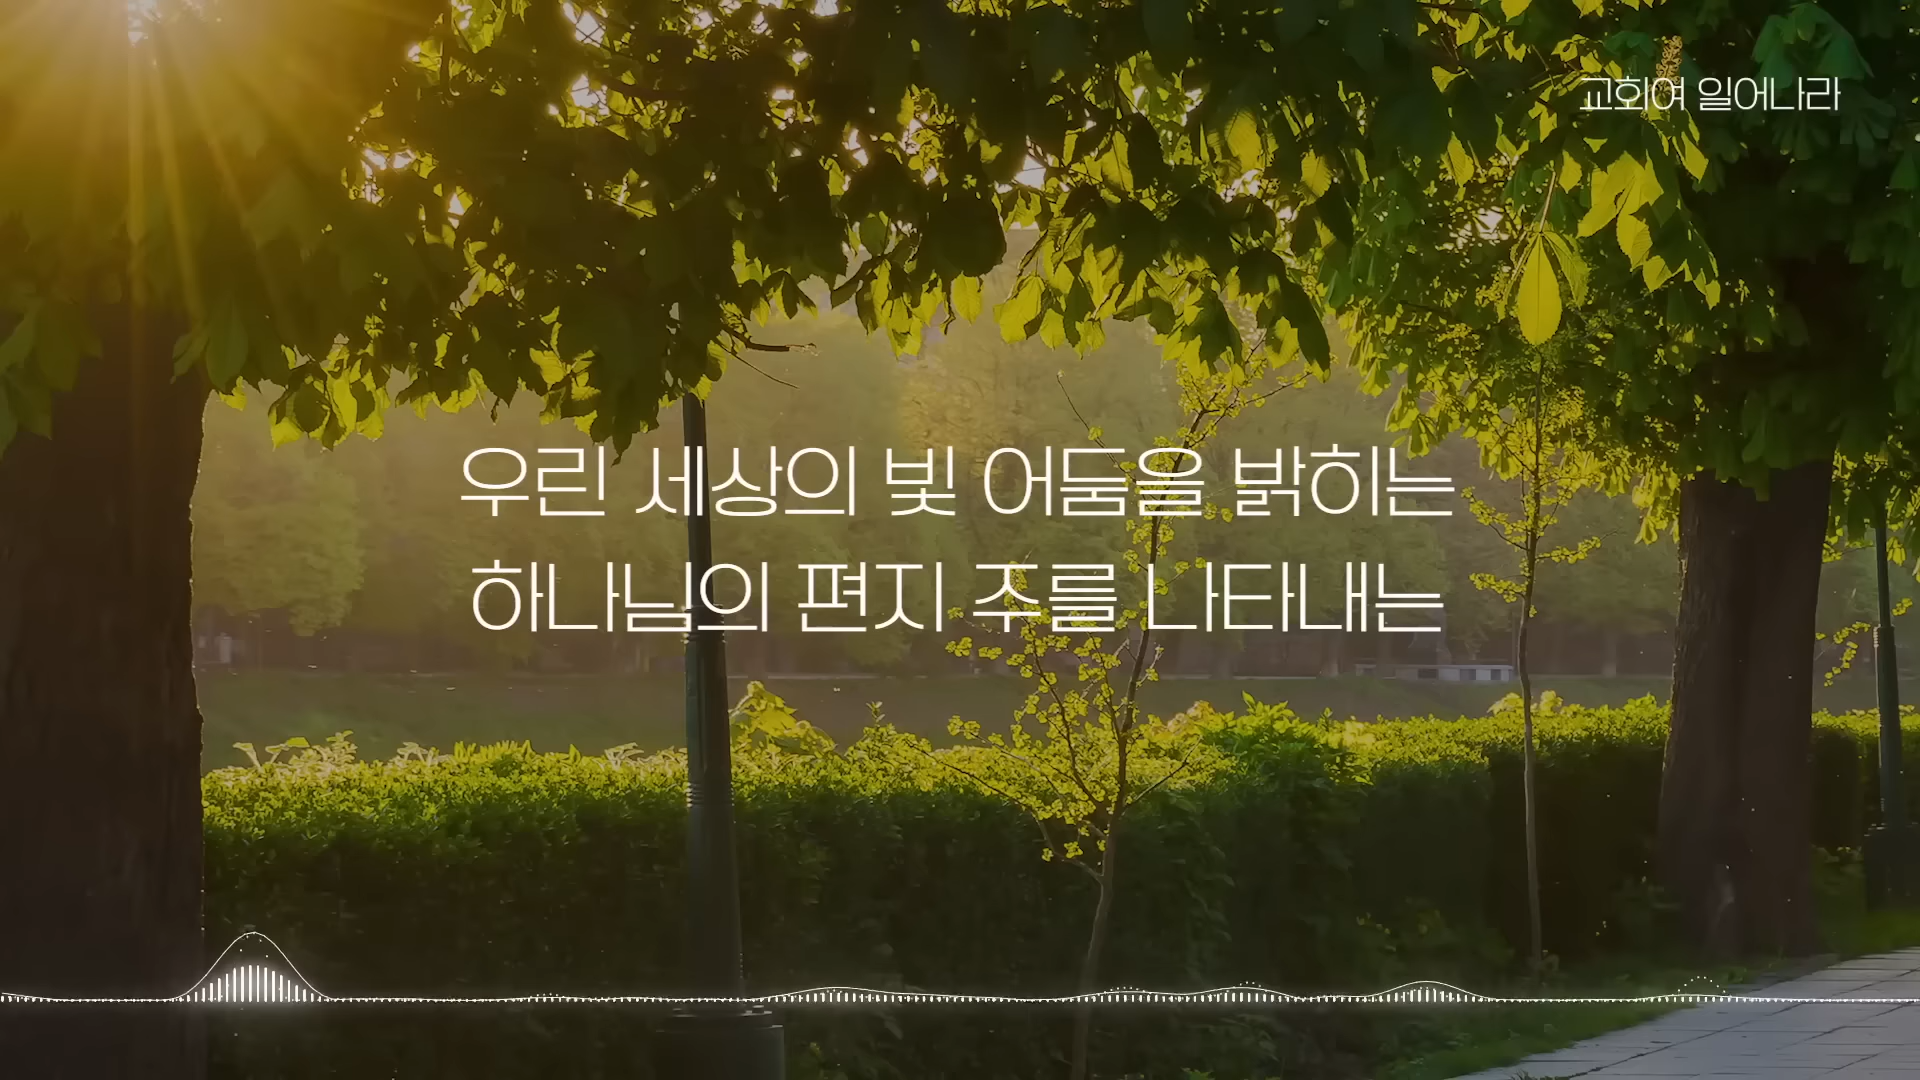 교회여 일어나라
우린 세상의 빛 어둠을 밝히는
하나님의 편지 주를 나타내는